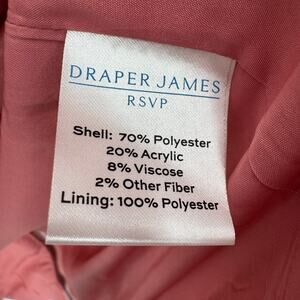 DRAPER JAMES
RSVP
Shell: 70% Polyester
20% Acrylic
8% Viscose
2% Other Fiber
Lining: 100% Polyester